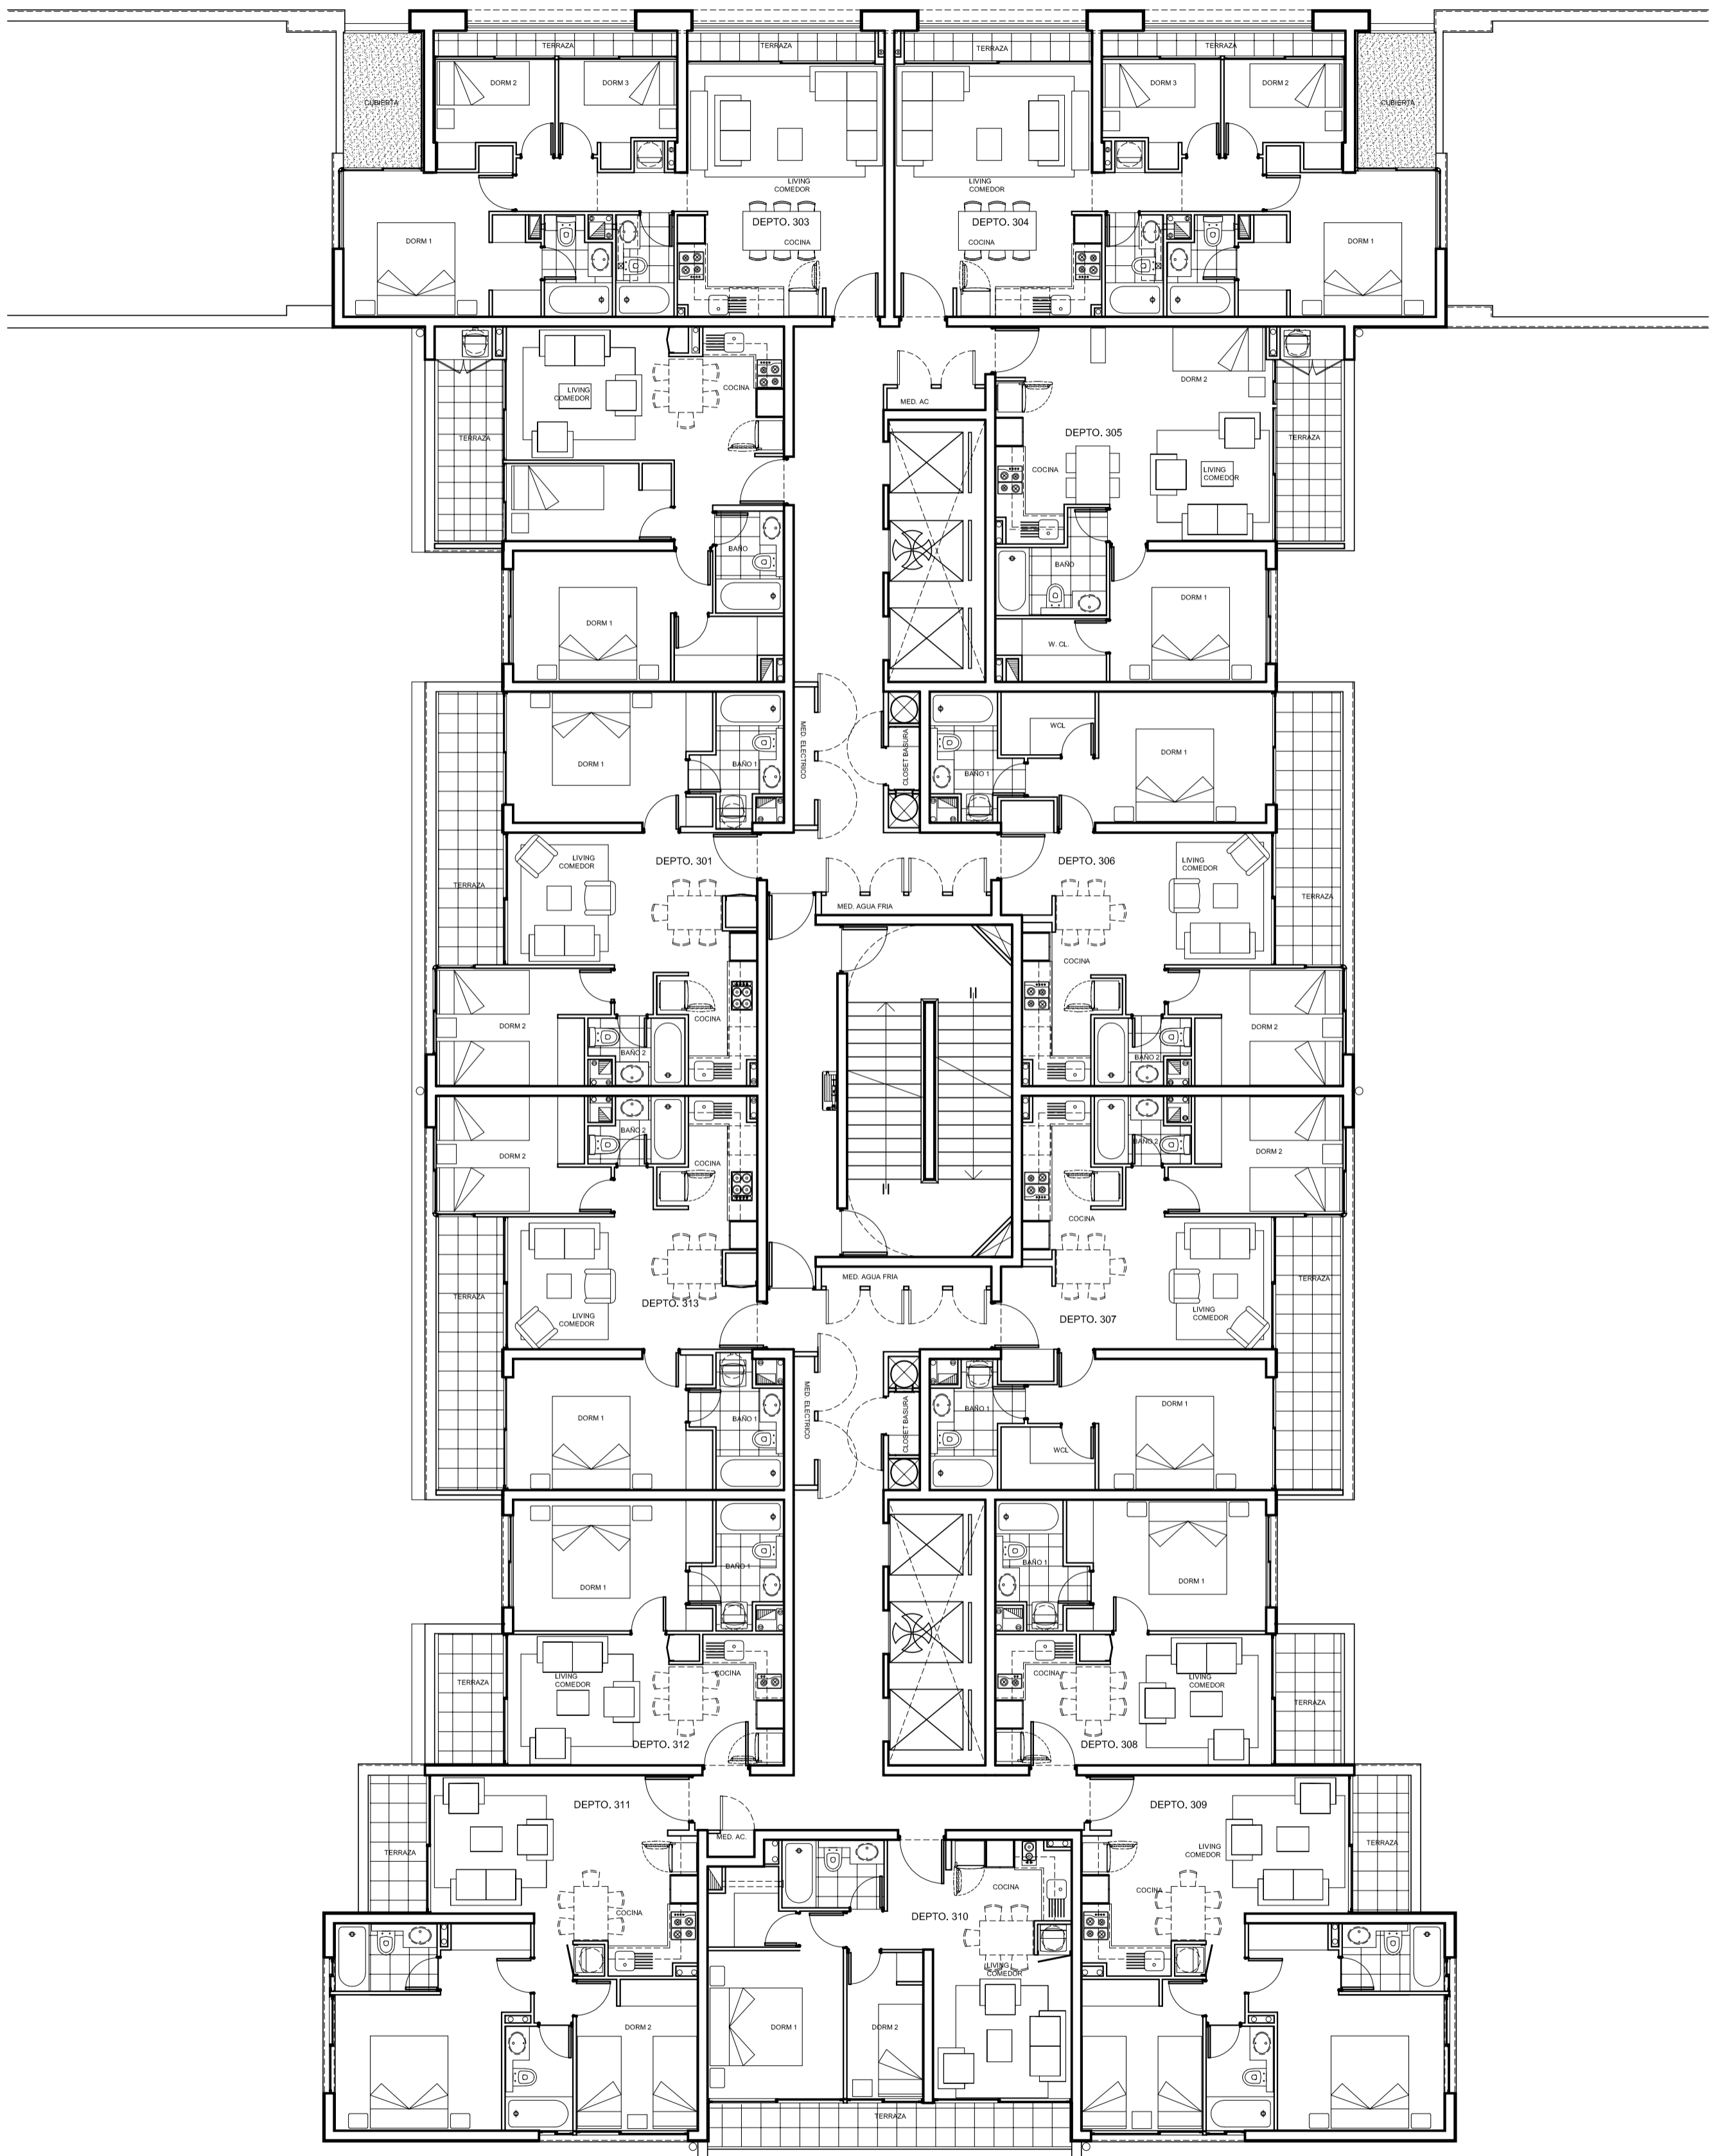 TERRAZA
TERRAZA
TERRAZA
TERRAZA
DORM 2
DORM 3
DORM 3
DORM 2
CUBIERTA
CUBIERTA
LIVING
COMEDOR
LIVING
COMEDOR
DEPTO. 303
DEPTO. 304
COCINA
COCINA
DORM 1
DORM 1
LIVING
COMEDOR
COCINA
MED. AC
DORM 2
TERRAZA
DEPTO. 305
TERRAZA
COCINA
LIVING
COMEDOR
BAÑO
BAÑO
DORM 1
DORM 1
W. CL.
MED. ELECTRICO
CLOSET BASURA
WCL
DORM 1
BAÑO 1
BAÑO 1
DORM 1
LIVING
COMEDOR
DEPTO. 301
DEPTO. 306
LIVING
COMEDOR
TERRAZA
TERRAZA
MED. AGUA FRIA
COCINA
COCINA
DORM 2
DORM 2
BAÑO 2
BAÑO 2
H
H
BAÑO 2
BAÑO 2
DORM 2
DORM 2
COCINA
COCINA
MED. AGUA FRIA
TERRAZA
TERRAZA
DEPTO. 313
LIVING
COMEDOR
DEPTO. 307
LIVING
COMEDOR
MED. ELECTRICO
CLOSET BASURA
DORM 1
BAÑO 1
BAÑO 1
DORM 1
WCL
BAÑO 1
BAÑO 1
DORM 1
DORM 1
TERRAZA
LIVING
COMEDOR
COCINA
COCINA
LIVING
COMEDOR
TERRAZA
DEPTO. 312
DEPTO. 308
DEPTO. 311
DEPTO. 309
MED. AC.
TERRAZA
LIVING
COMEDOR
TERRAZA
COCINA
COCINA
COCINA
DEPTO. 310
LIVING
COMEDOR
DORM 2
DORM 1
DORM 2
TERRAZA